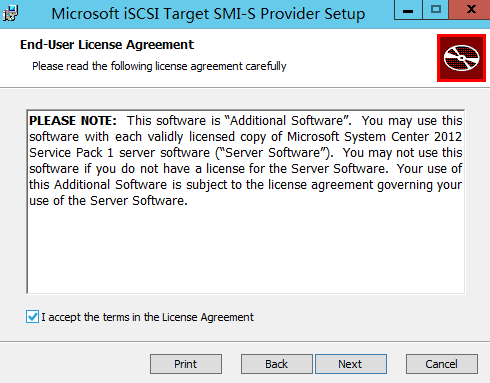 Microsoft iSCSI Target SMI-S Provider Setup
End-User License Agreement
Please read the following license agreement carefully
PLEASE NOTE: This software is “Additional Software”. You may use this
software with each validly licensed copy of Microsoft System Center 2012
Service Pack 1 server software (“Server Software”). You may not use this
software if you do not have a license for the Server Software. Your use of
this Additional Software is subject to the license agreement governing your
use of the Server Software.
I accept the terms in the License Agreement
Print Back Next Cancel